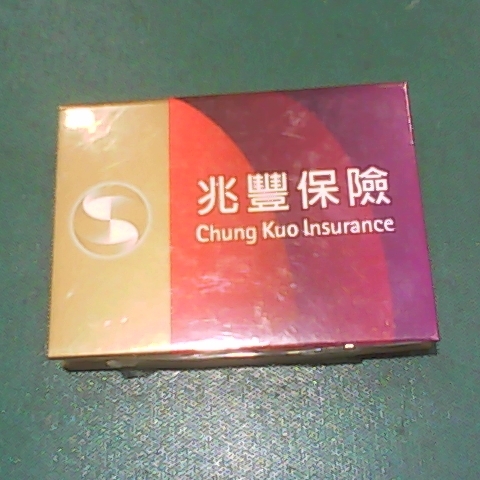 兆豐保險
Chung Kuo Insurance